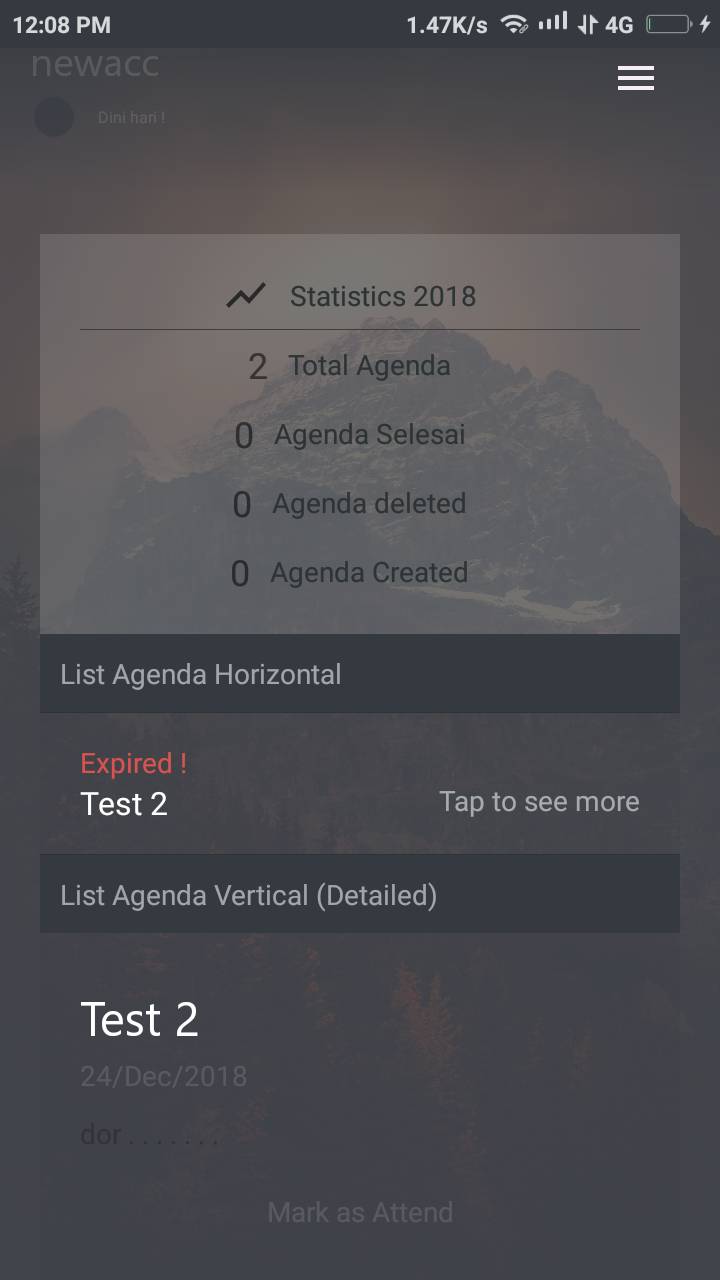 12:08 PM 1.47K/s 4G
newacc
Dini hari !
Statistics 2018
2 Total Agenda
0 Agenda Selesai
0 Agenda deleted
0 Agenda Created
List Agenda Horizontal
Expired !
Test 2
Tap to see more
List Agenda Vertical (Detailed)
Test 2
24/Dec/2018
dor . . . . . . .
Mark as Attend